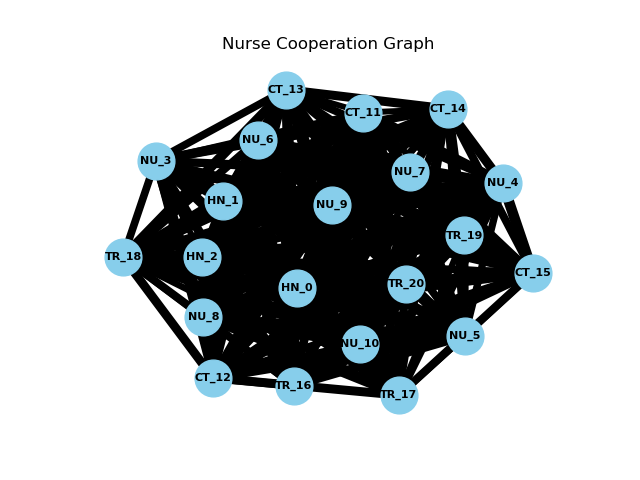 Nurse Cooperation Graph
CT_13
CT_14
CT_11
NU_6
NU_3
NU_7
NU_4
HN_1
NU_9
TR_19
TR_18
HN_2
CT_15
TR_20
HN_0
NU_8
NU_5
NU_10
CT_12
TR_16
TR_17